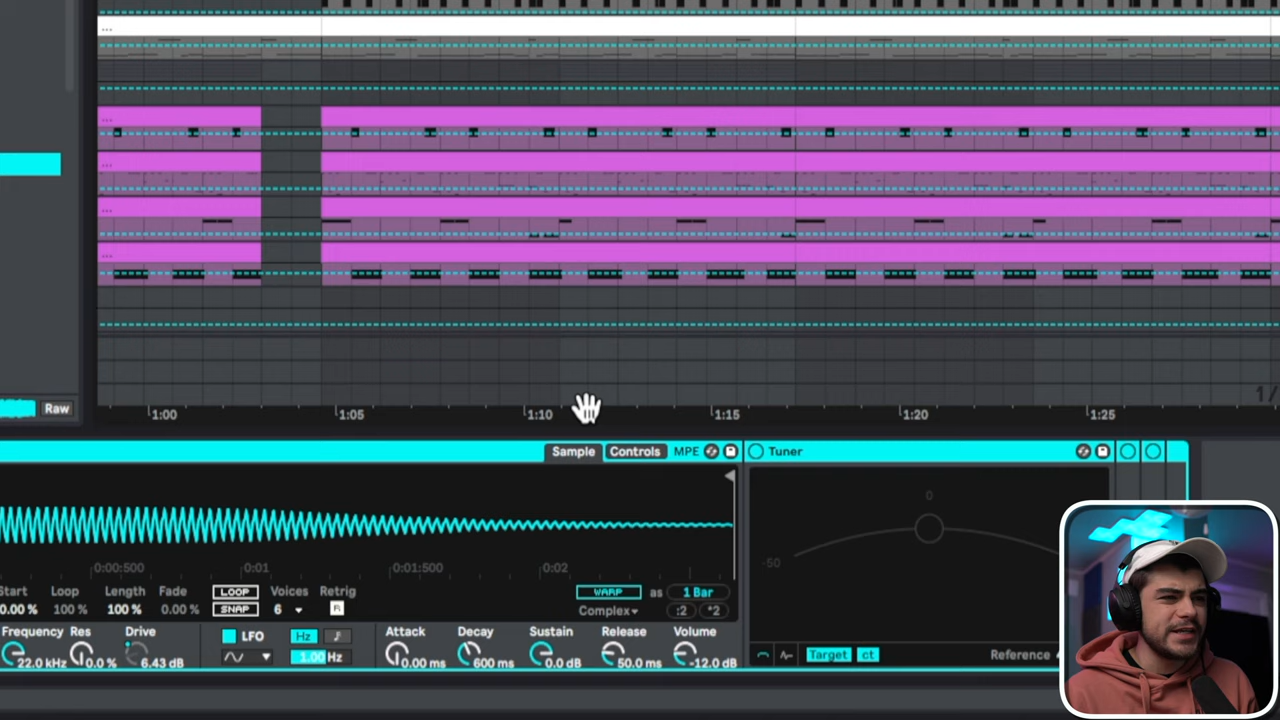 ...
...
...
...
...
Raw
1:00 1:05 1:10 1:15 1:20 1:25
1/
Sample Controls MPE Tuner
0
-50
0:00:500 0:01 0:01:500 0:02
Start Loop Length Fade LOOP Voices Retrig WARP as 1 Bar
0.00 % 100 % 100 % 0.00 % SNAP 6 R Complex :2 *2
Frequency Res Drive LFO Hz Attack Decay Sustain Release Volume
22.0 kHz 0.0 % 6.43 dB 1.00 Hz 0.00 ms 600 ms 0.0 dB 50.0 ms -12.0 dB
Target ct Reference